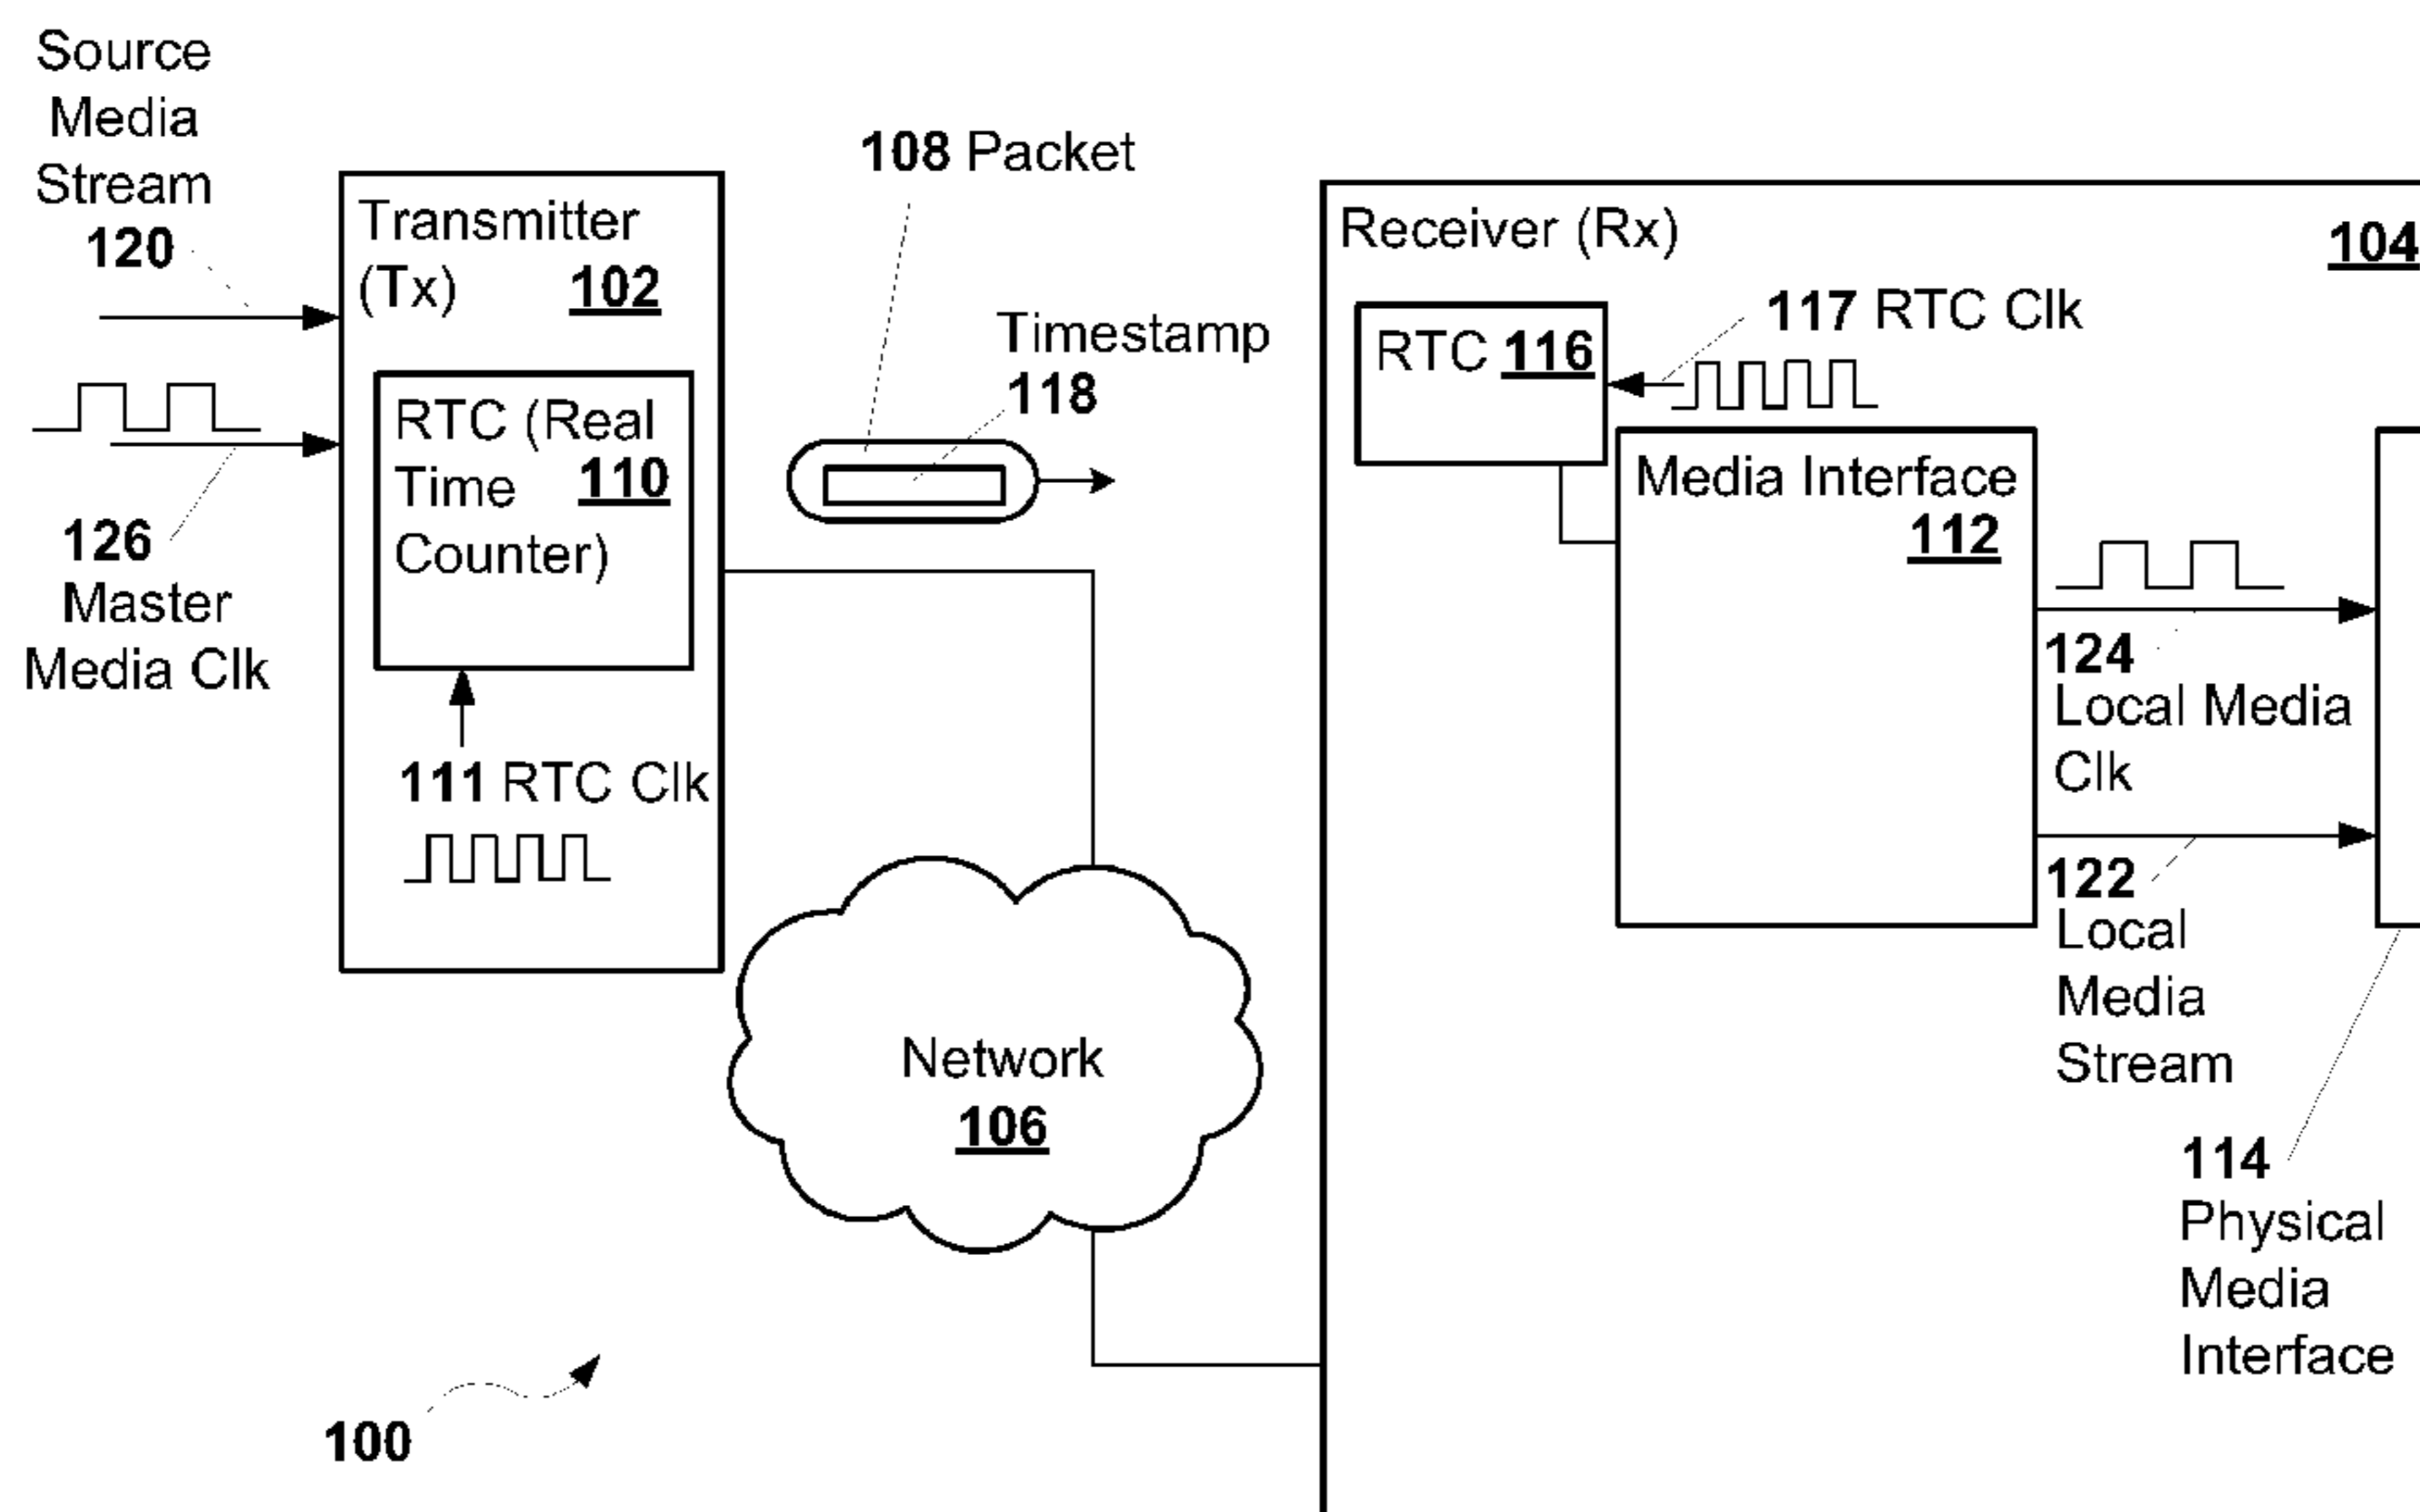 Source
Media
Stream
120
126
Master
Media Clk
Transmitter
(Tx) 102
RTC (Real
Time 110
Counter)
111 RTC Clk
108 Packet
Timestamp
118
Network
106
100
Receiver (Rx) 104
RTC 116
117 RTC Clk
Media Interface
112
124
Local Media
Clk
122
Local
Media
Stream
114
Physical
Media
Interface